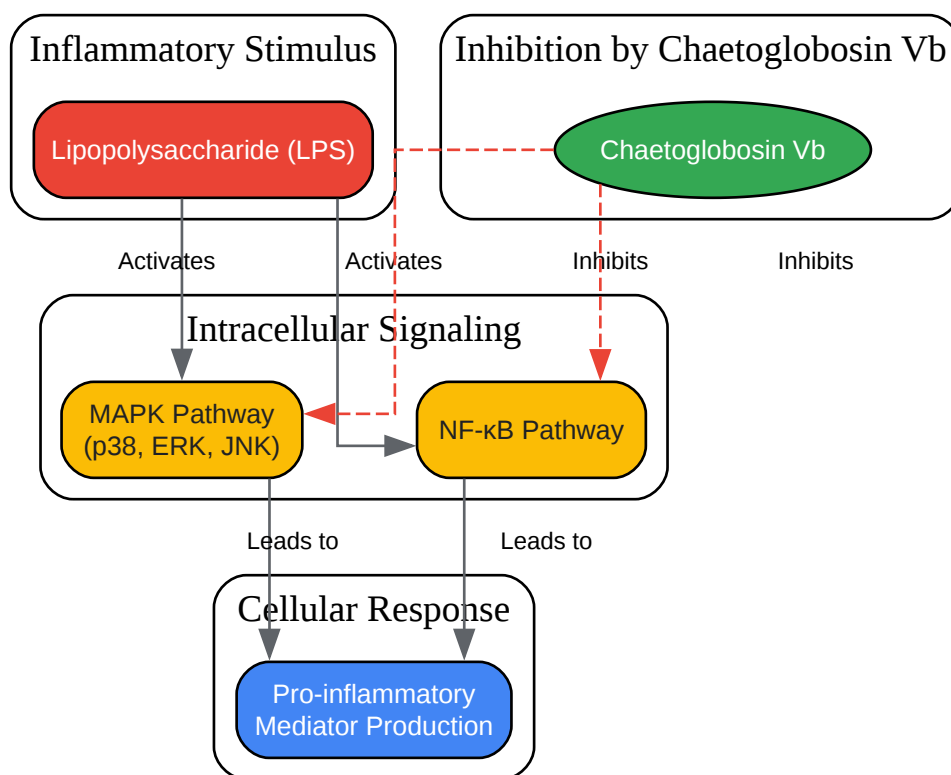 Inflammatory Stimulus
Inhibition by Chaetoglobosin Vb
Lipopolysaccharide (LPS)
Chaetoglobosin Vb
Activates
Activates
Inhibits
Inhibits
Intracellular Signaling
MAPK Pathway
(p38, ERK, JNK)
NF-κB Pathway
Leads to
Leads to
Cellular Response
Pro-inflammatory
Mediator Production